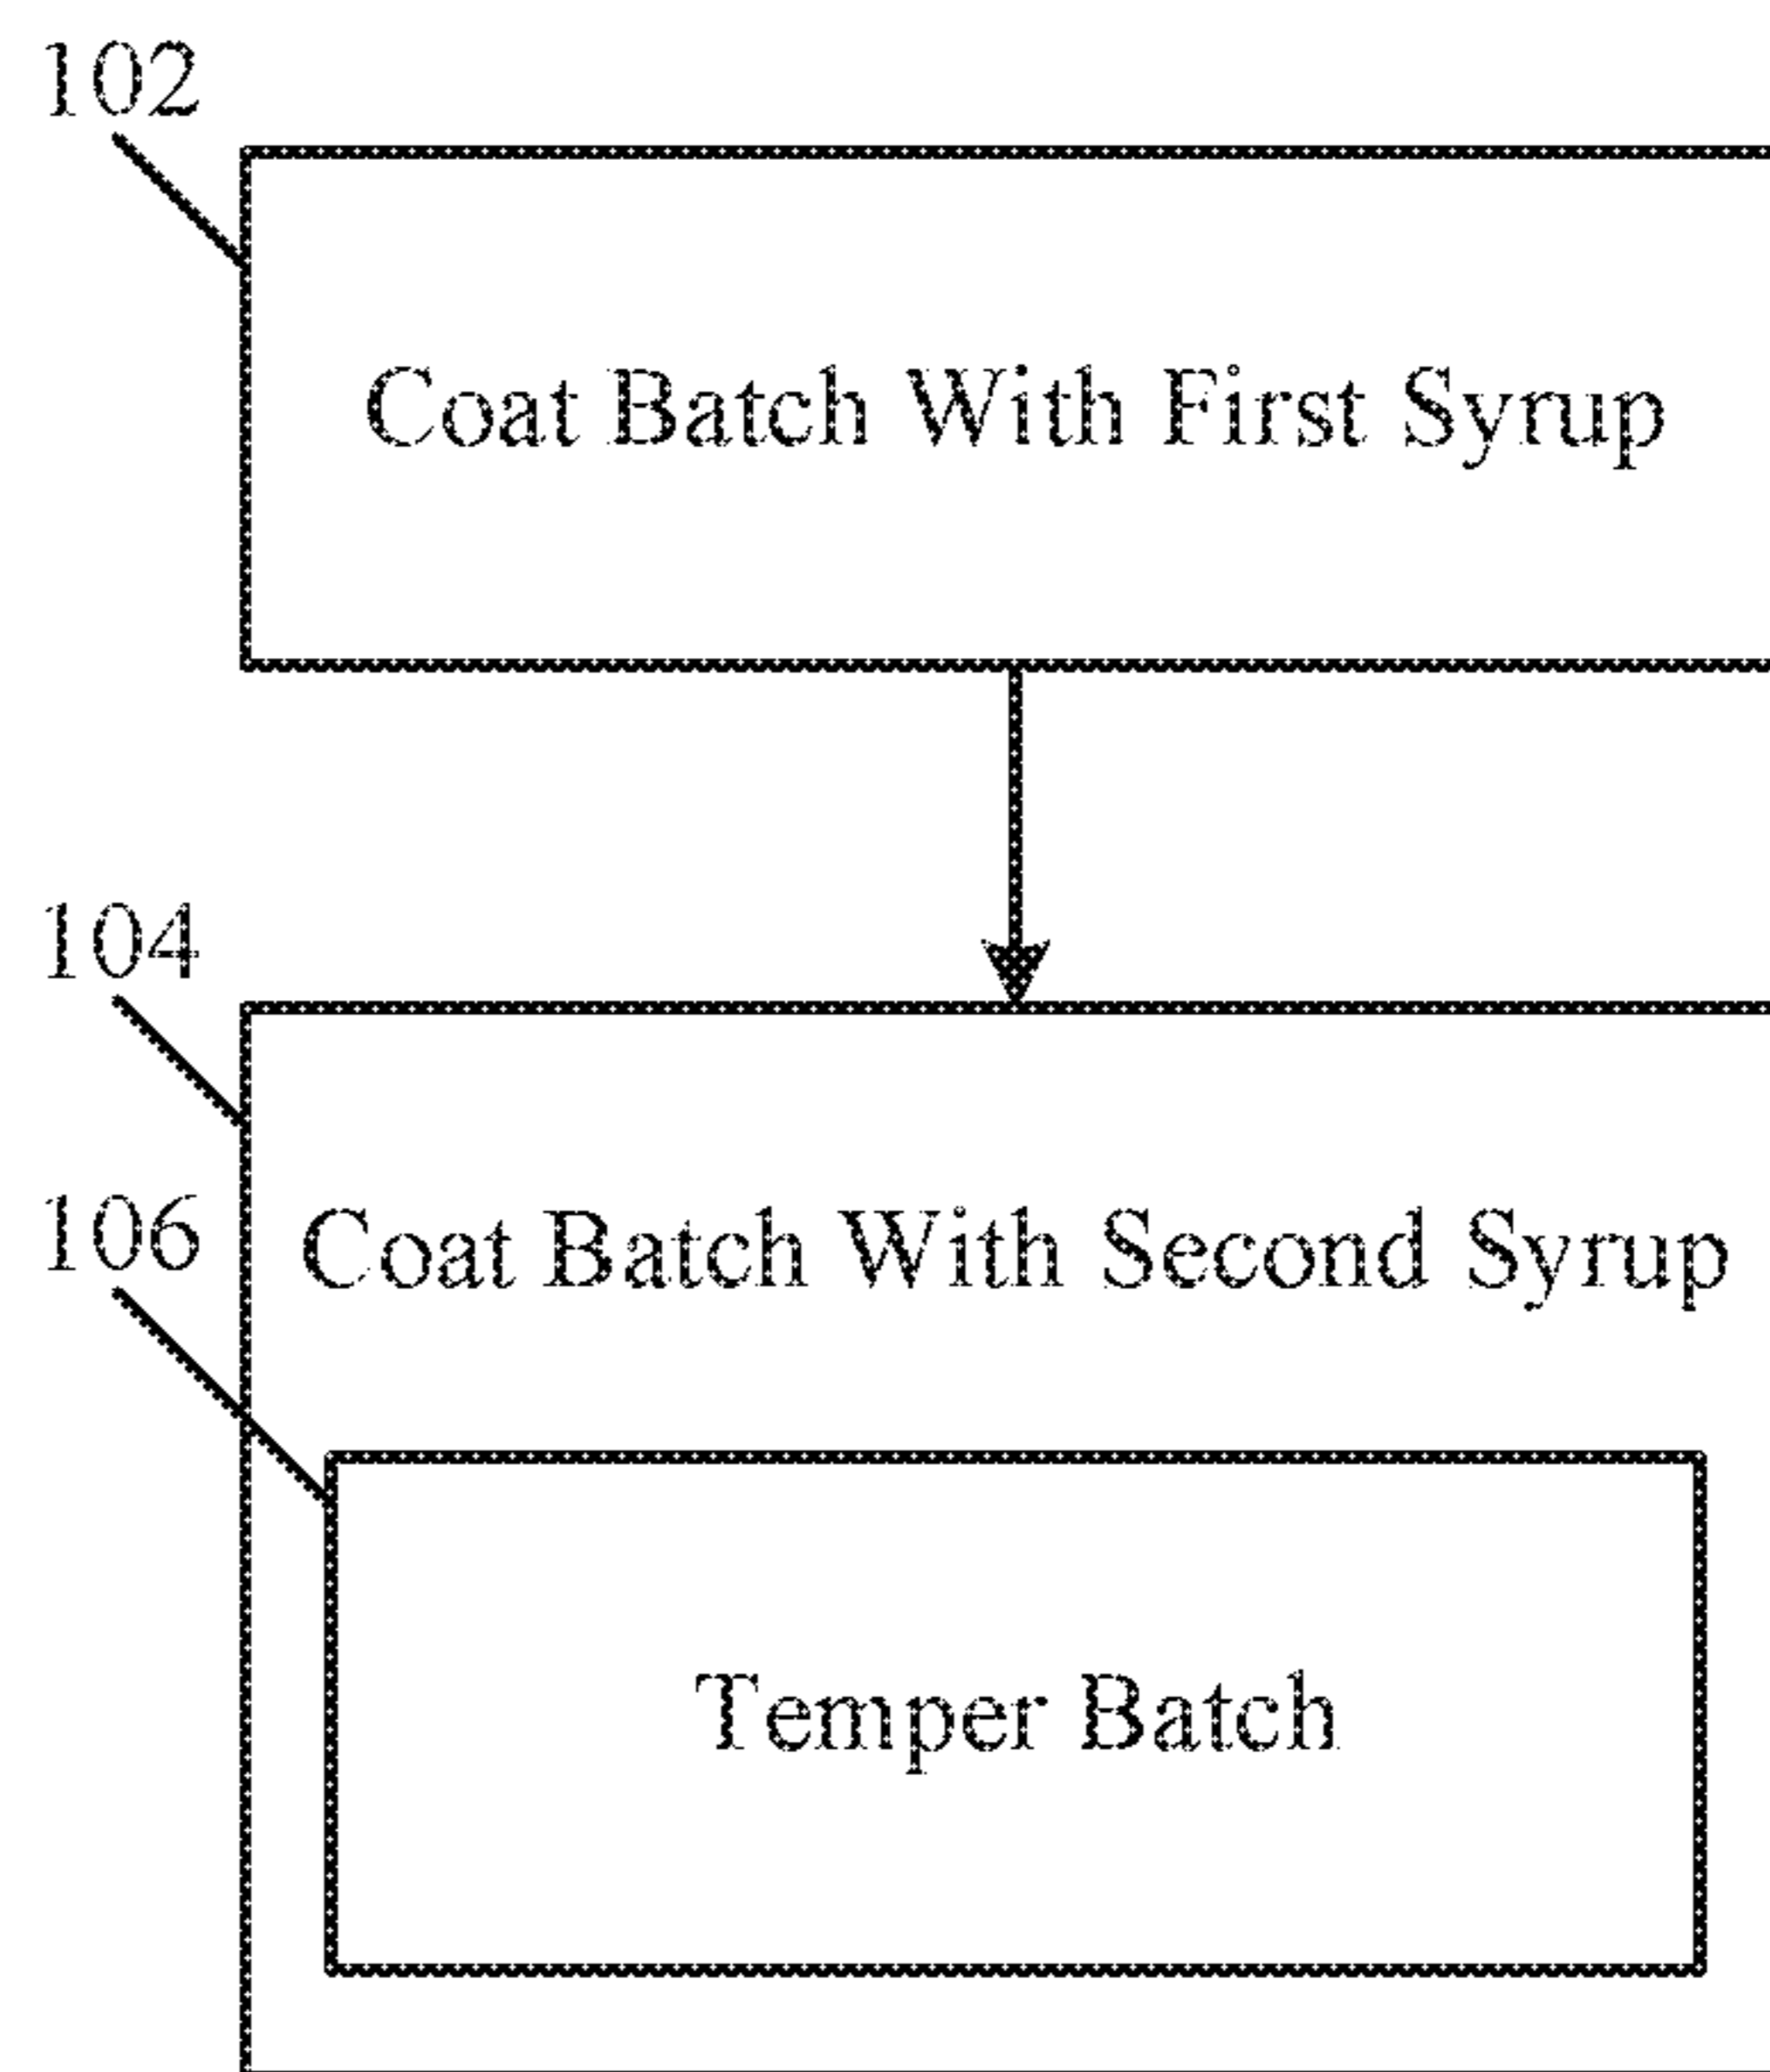 102
Coat Batch With First Syrup
104
106
Coat Batch With Second Syrup
Temper Batch